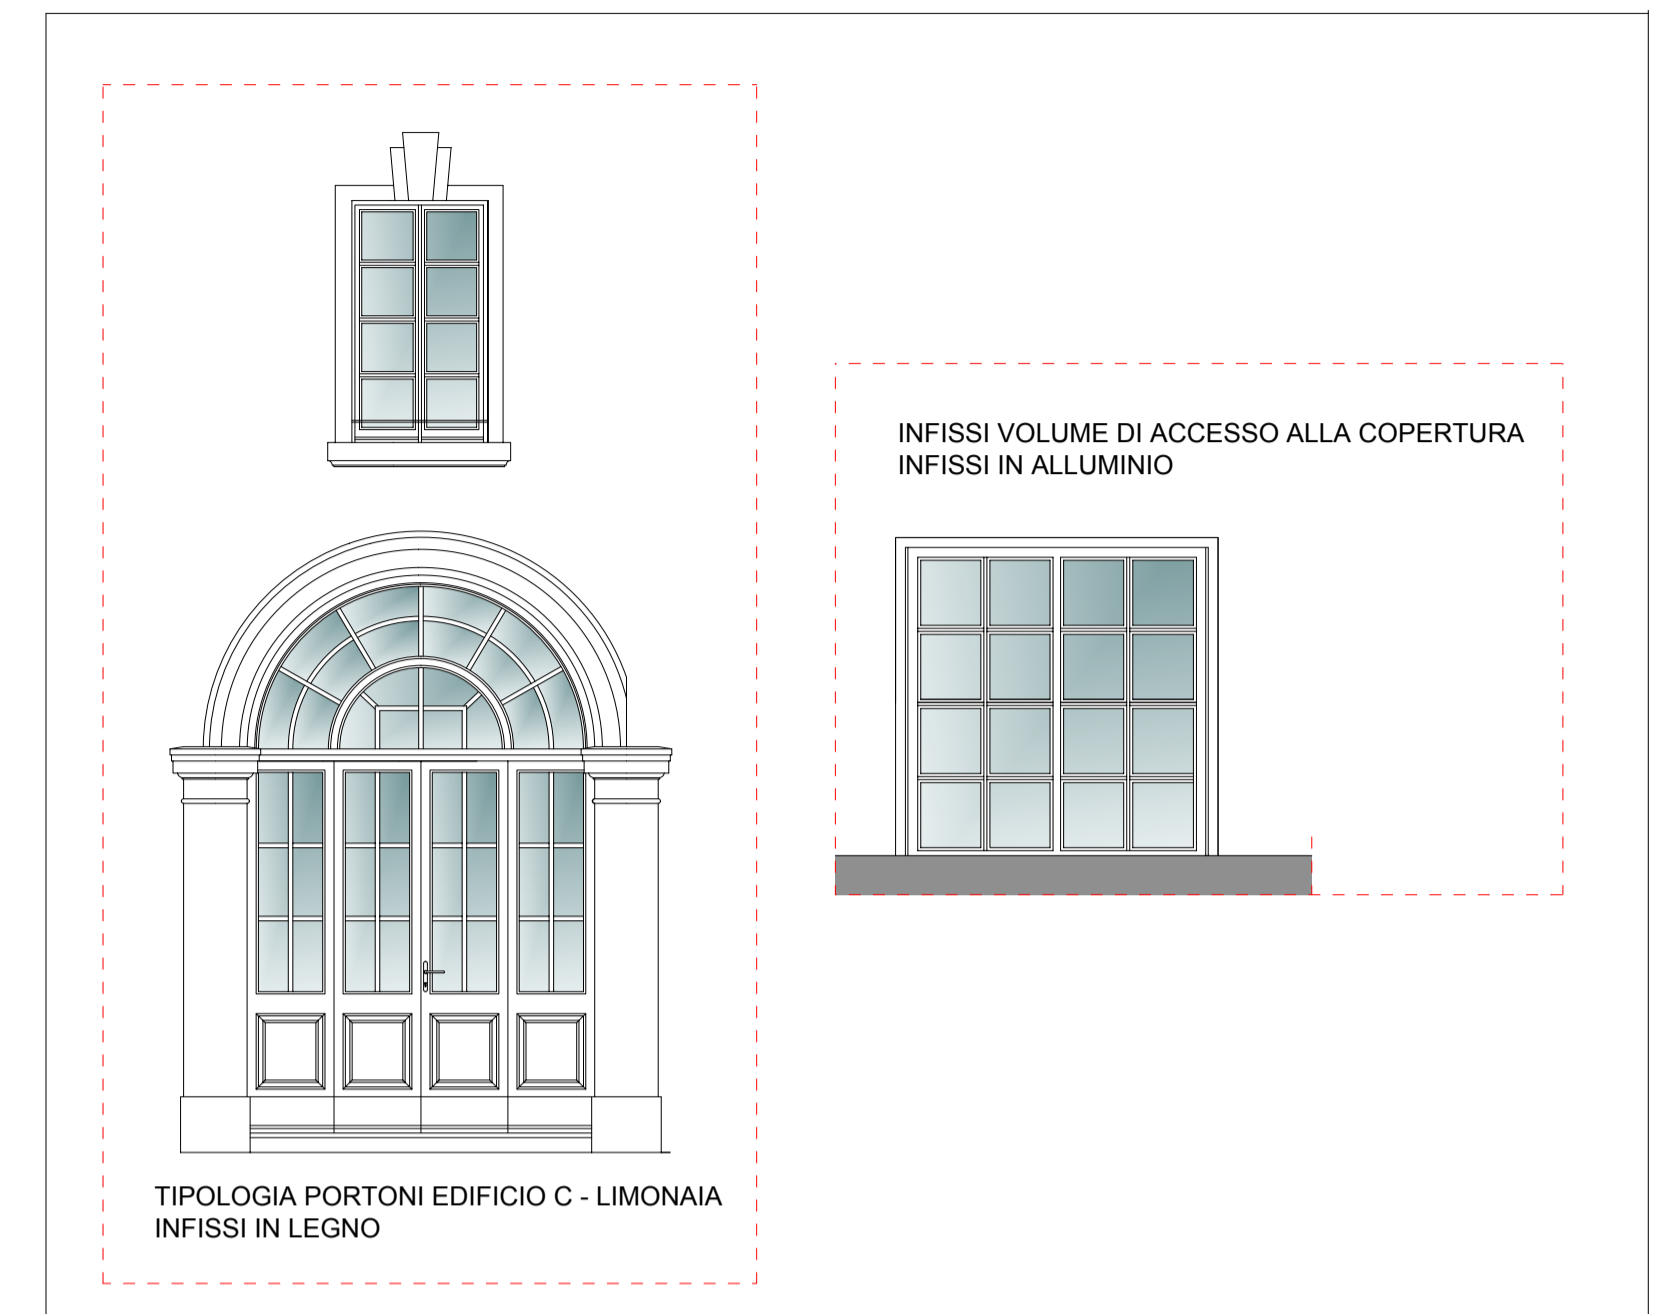 INFISSI VOLUME DI ACCESSO ALLA COPERTURA
INFISSI IN ALLUMINIO
TIPOLOGIA PORTONI EDIFICIO C - LIMONAIA
INFISSI IN LEGNO